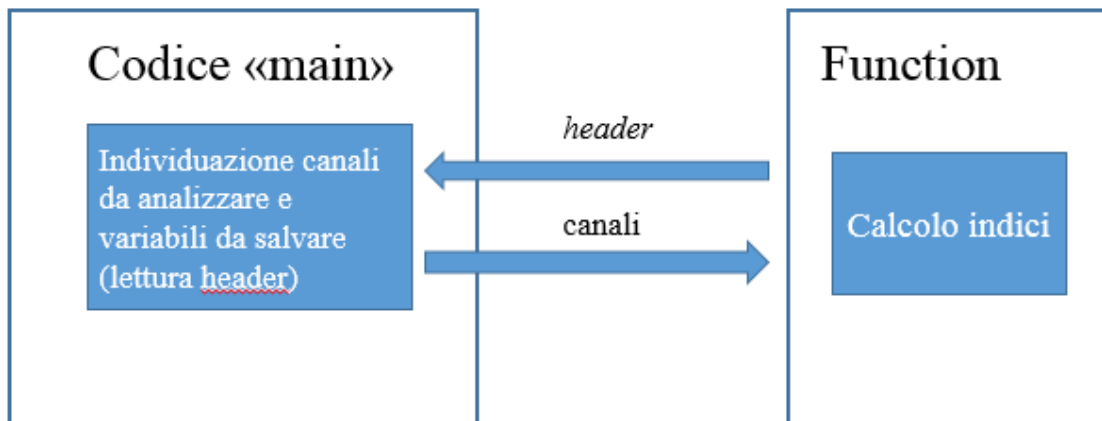 Codice «main»
Individuazione canali
da analizzare e
variabili da salvare
(lettura header)
header
canali
Function
Calcolo indici